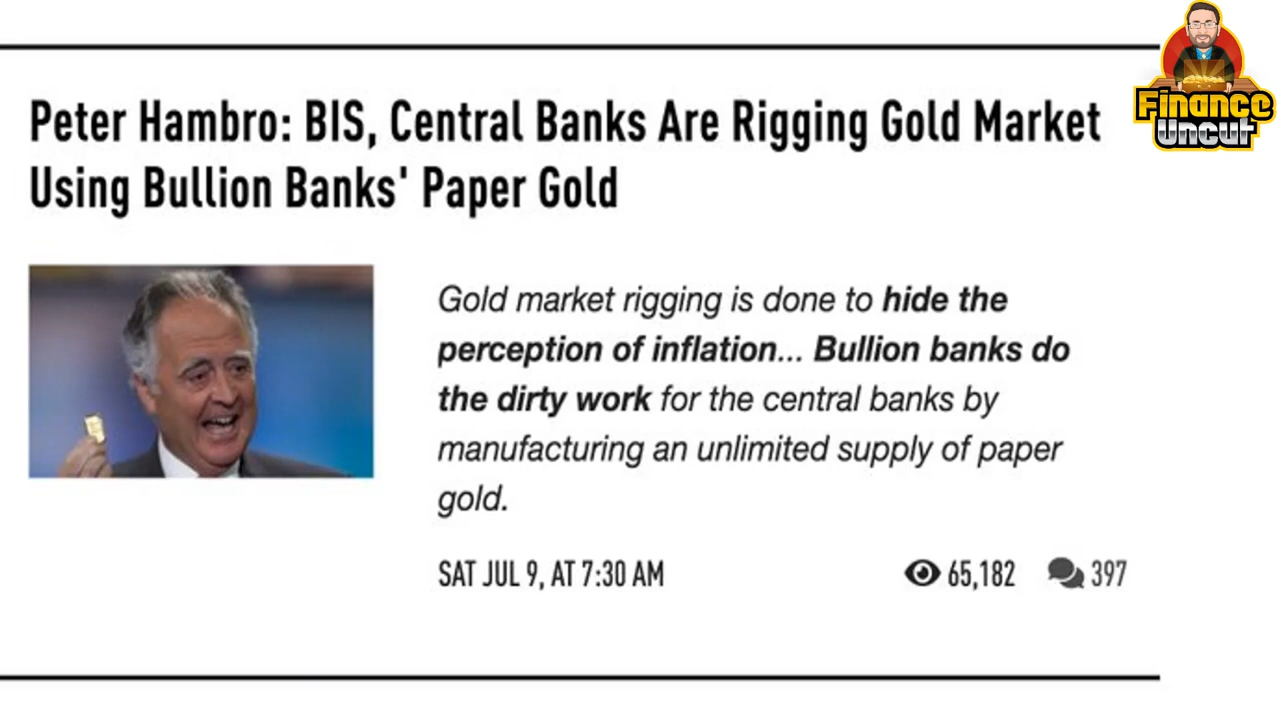 Finance
Uncut
Peter Hambro: BIS, Central Banks Are Rigging Gold Market
Using Bullion Banks' Paper Gold
Gold market rigging is done to hide the
perception of inflation... Bullion banks do
the dirty work for the central banks by
manufacturing an unlimited supply of paper
gold.
SAT JUL 9, AT 7:30 AM 65,182 397